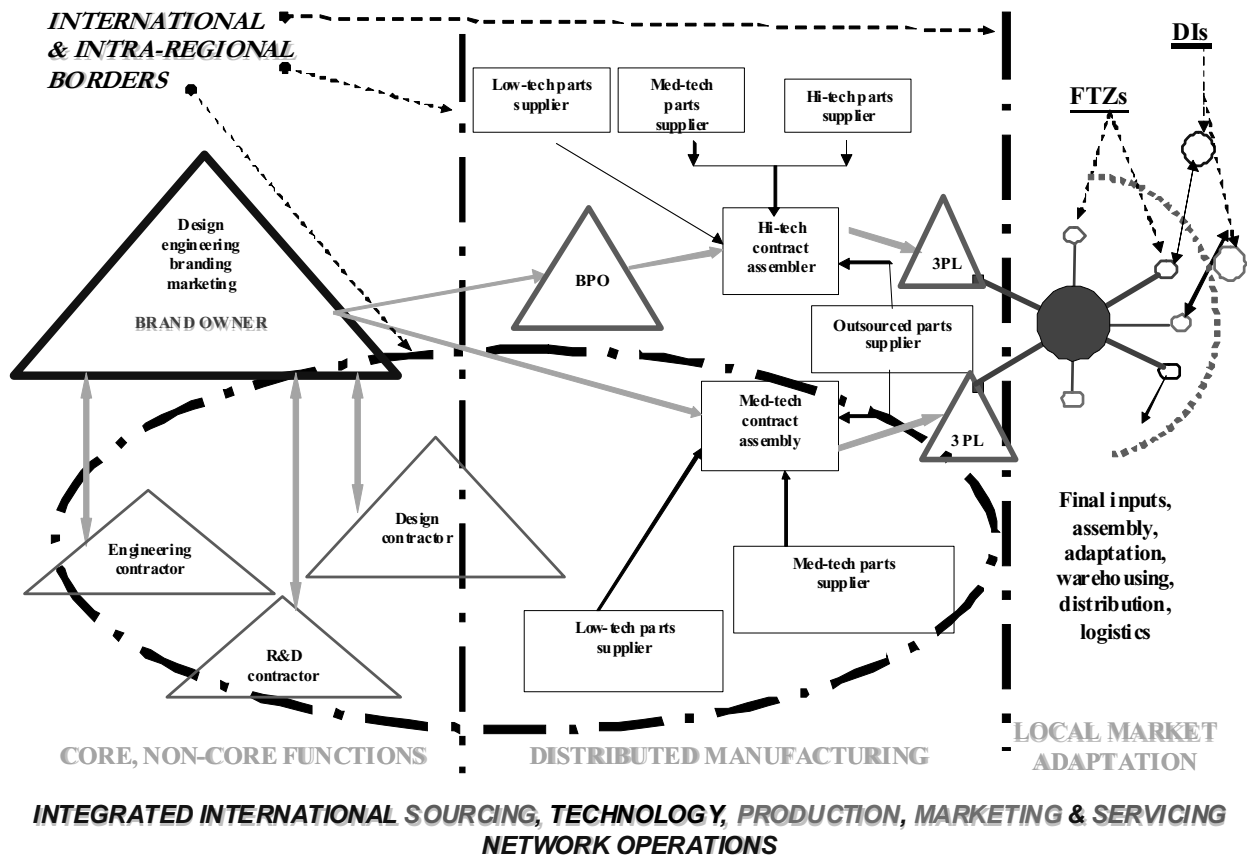 INTERNATIONAL
& INTRA-REGIONAL
BORDERS
DIs
FTZs
Low-tech parts
supplier
Med-tech
parts
supplier
Hi-tech parts
supplier
Design
engineering
branding
marketing
BRAND OWNER
BPO
Hi-tech
contract
assembler
3PL
Outsourced parts
supplier
Med-tech
contract
assembly
3 PL
Engineering
contractor
Design
contractor
R&D
contractor
Low-tech parts
supplier
Med-tech parts
supplier
Final inputs,
assembly,
adaptation,
warehousing,
distribution,
logistics
CORE, NON-CORE FUNCTIONS
DISTRIBUTED MANUFACTURING
LOCAL MARKET
ADAPTATION
INTEGRATED INTERNATIONAL SOURCING, TECHNOLOGY, PRODUCTION, MARKETING & SERVICING
NETWORK OPERATIONS